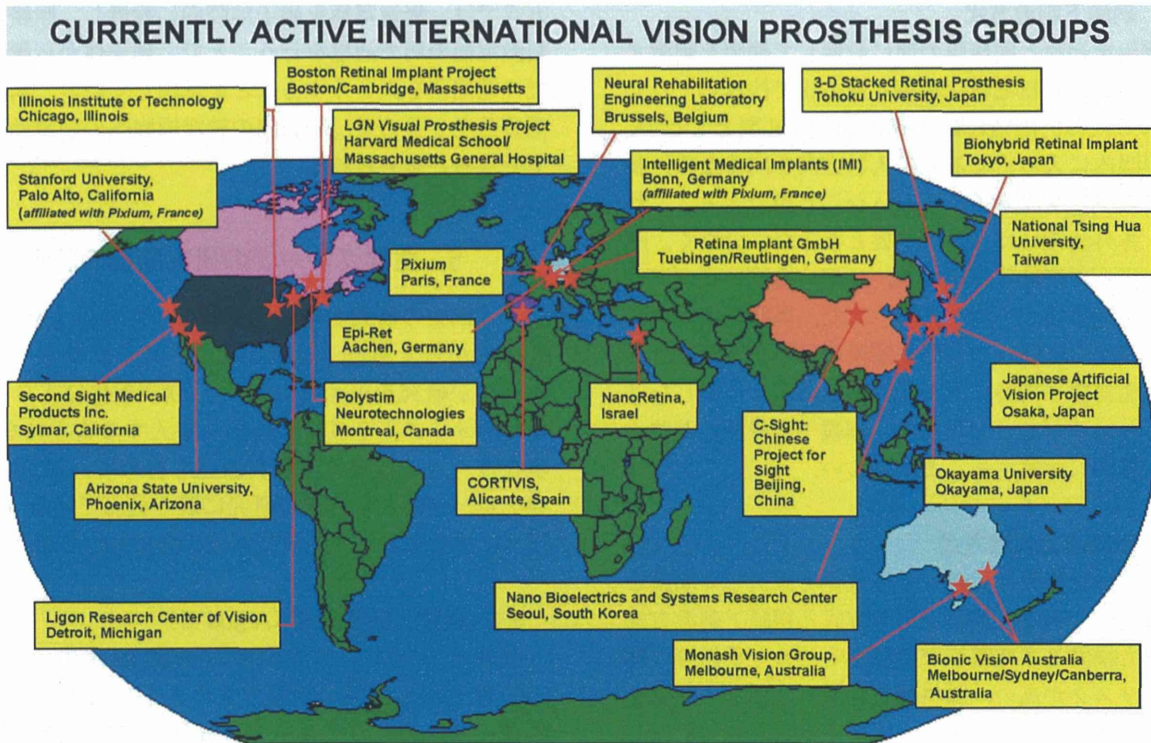 CURRENTLY ACTIVE INTERNATIONAL VISION PROSTHESIS GROUPS
Boston Retinal Implant Project
Boston/Cambridge, Massachusetts
Neural Rehabilitation
Engineering Laboratory
Brussels, Belgium
3-D Stacked Retinal Prosthesis
Tohoku University, Japan
Illinois Institute of Technology
Chicago, Illinois
LGN Visual Prosthesis Project
Harvard Medical School/
Massachusetts General Hospital
Biohybrid Retinal Implant
Tokyo, Japan
Intelligent Medical Implants (IMI)
Bonn, Germany
(affiliated with Pixium, France)
Stanford University,
Palo Alto, California
(affiliated with Pixium, France)
National Tsing Hua
University,
Taiwan
Retina Implant GmbH
Tuebingen/Reutlingen, Germany
Pixium
Paris, France
Epi-Ret
Aachen, Germany
Second Sight Medical
Products Inc.
Sylmar, California
Polystim
Neurotechnologies
Montreal, Canada
NanoRetina,
Israel
Japanese Artificial
Vision Project
Osaka, Japan
C-Sight:
Chinese
Project for
Sight
Beijing,
China
Arizona State University,
Phoenix, Arizona
CORTIVIS,
Alicante, Spain
Okayama University
Okayama, Japan
Nano Bioelectrics and Systems Research Center
Seoul, South Korea
Ligon Research Center of Vision
Detroit, Michigan
Monash Vision Group,
Melbourne, Australia
Bionic Vision Australia
Melbourne/Sydney/Canberra,
Australia